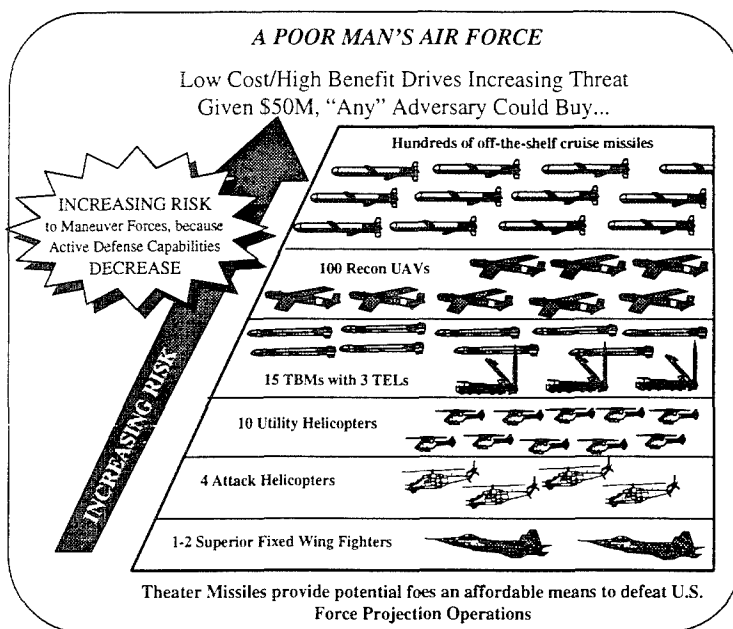 A POOR MAN'S AIR FORCE
Low Cost/High Benefit Drives Increasing Threat
Given $50M, "Any" Adversary Could Buy...
Hundreds of off-the-shelf cruise missiles
INCREASING RISK
to Maneuver Forces, because
Active Defense Capabilities
DECREASE
100 Recon UAVs
15 TBMs with 3 TELs
INCREASING RISK
10 Utility Helicopters
4 Attack Helicopters
1-2 Superior Fixed Wing Fighters
Theater Missiles provide potential foes an affordable means to defeat U.S.
Force Projection Operations